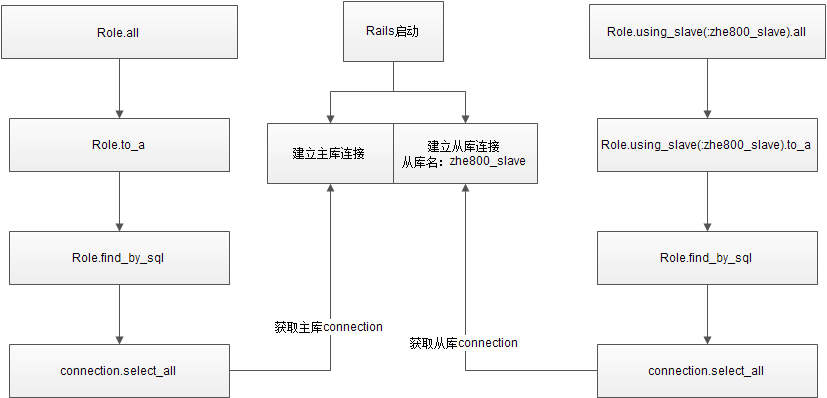 Role.all
Rails启动
Role.using_slave(:zhe800_slave).all
Role.to_a
建立主库连接
建立从库连接
从库名：zhe800_slave
Role.using_slave(:zhe800_slave).to_a
Role.find_by_sql
Role.find_by_sql
获取主库connection
获取从库connection
connection.select_all
connection.select_all